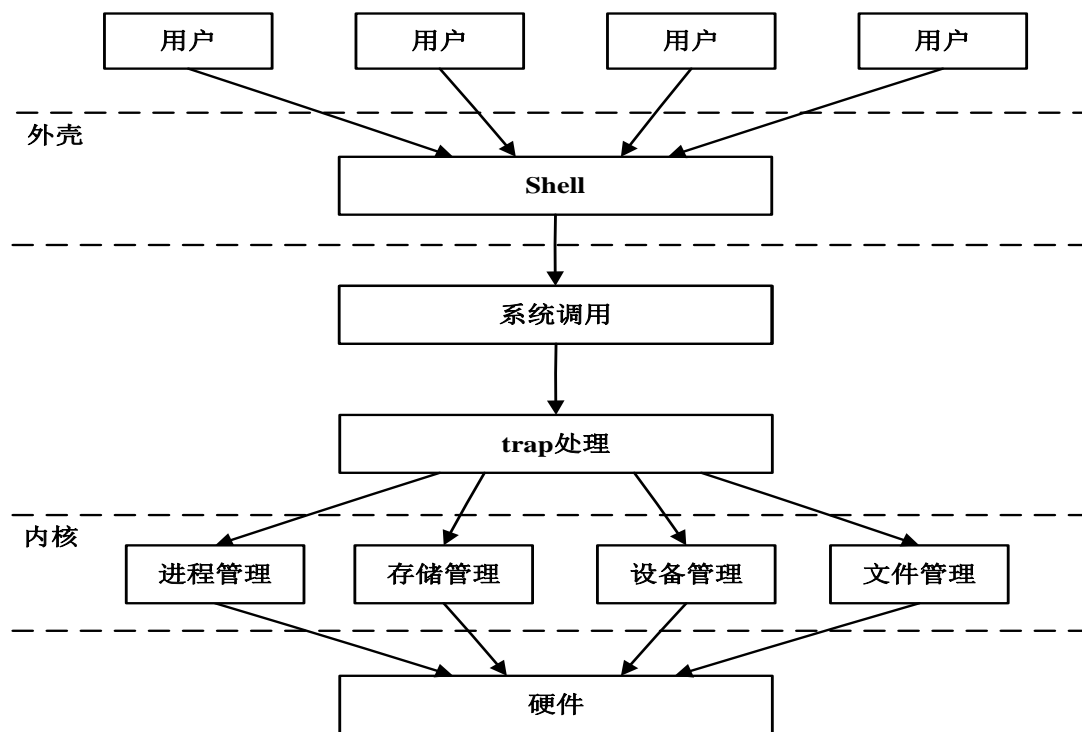 用户 用户 用户 用户
外壳
Shell
系统调用
trap处理
内核
进程管理 存储管理 设备管理 文件管理
硬件